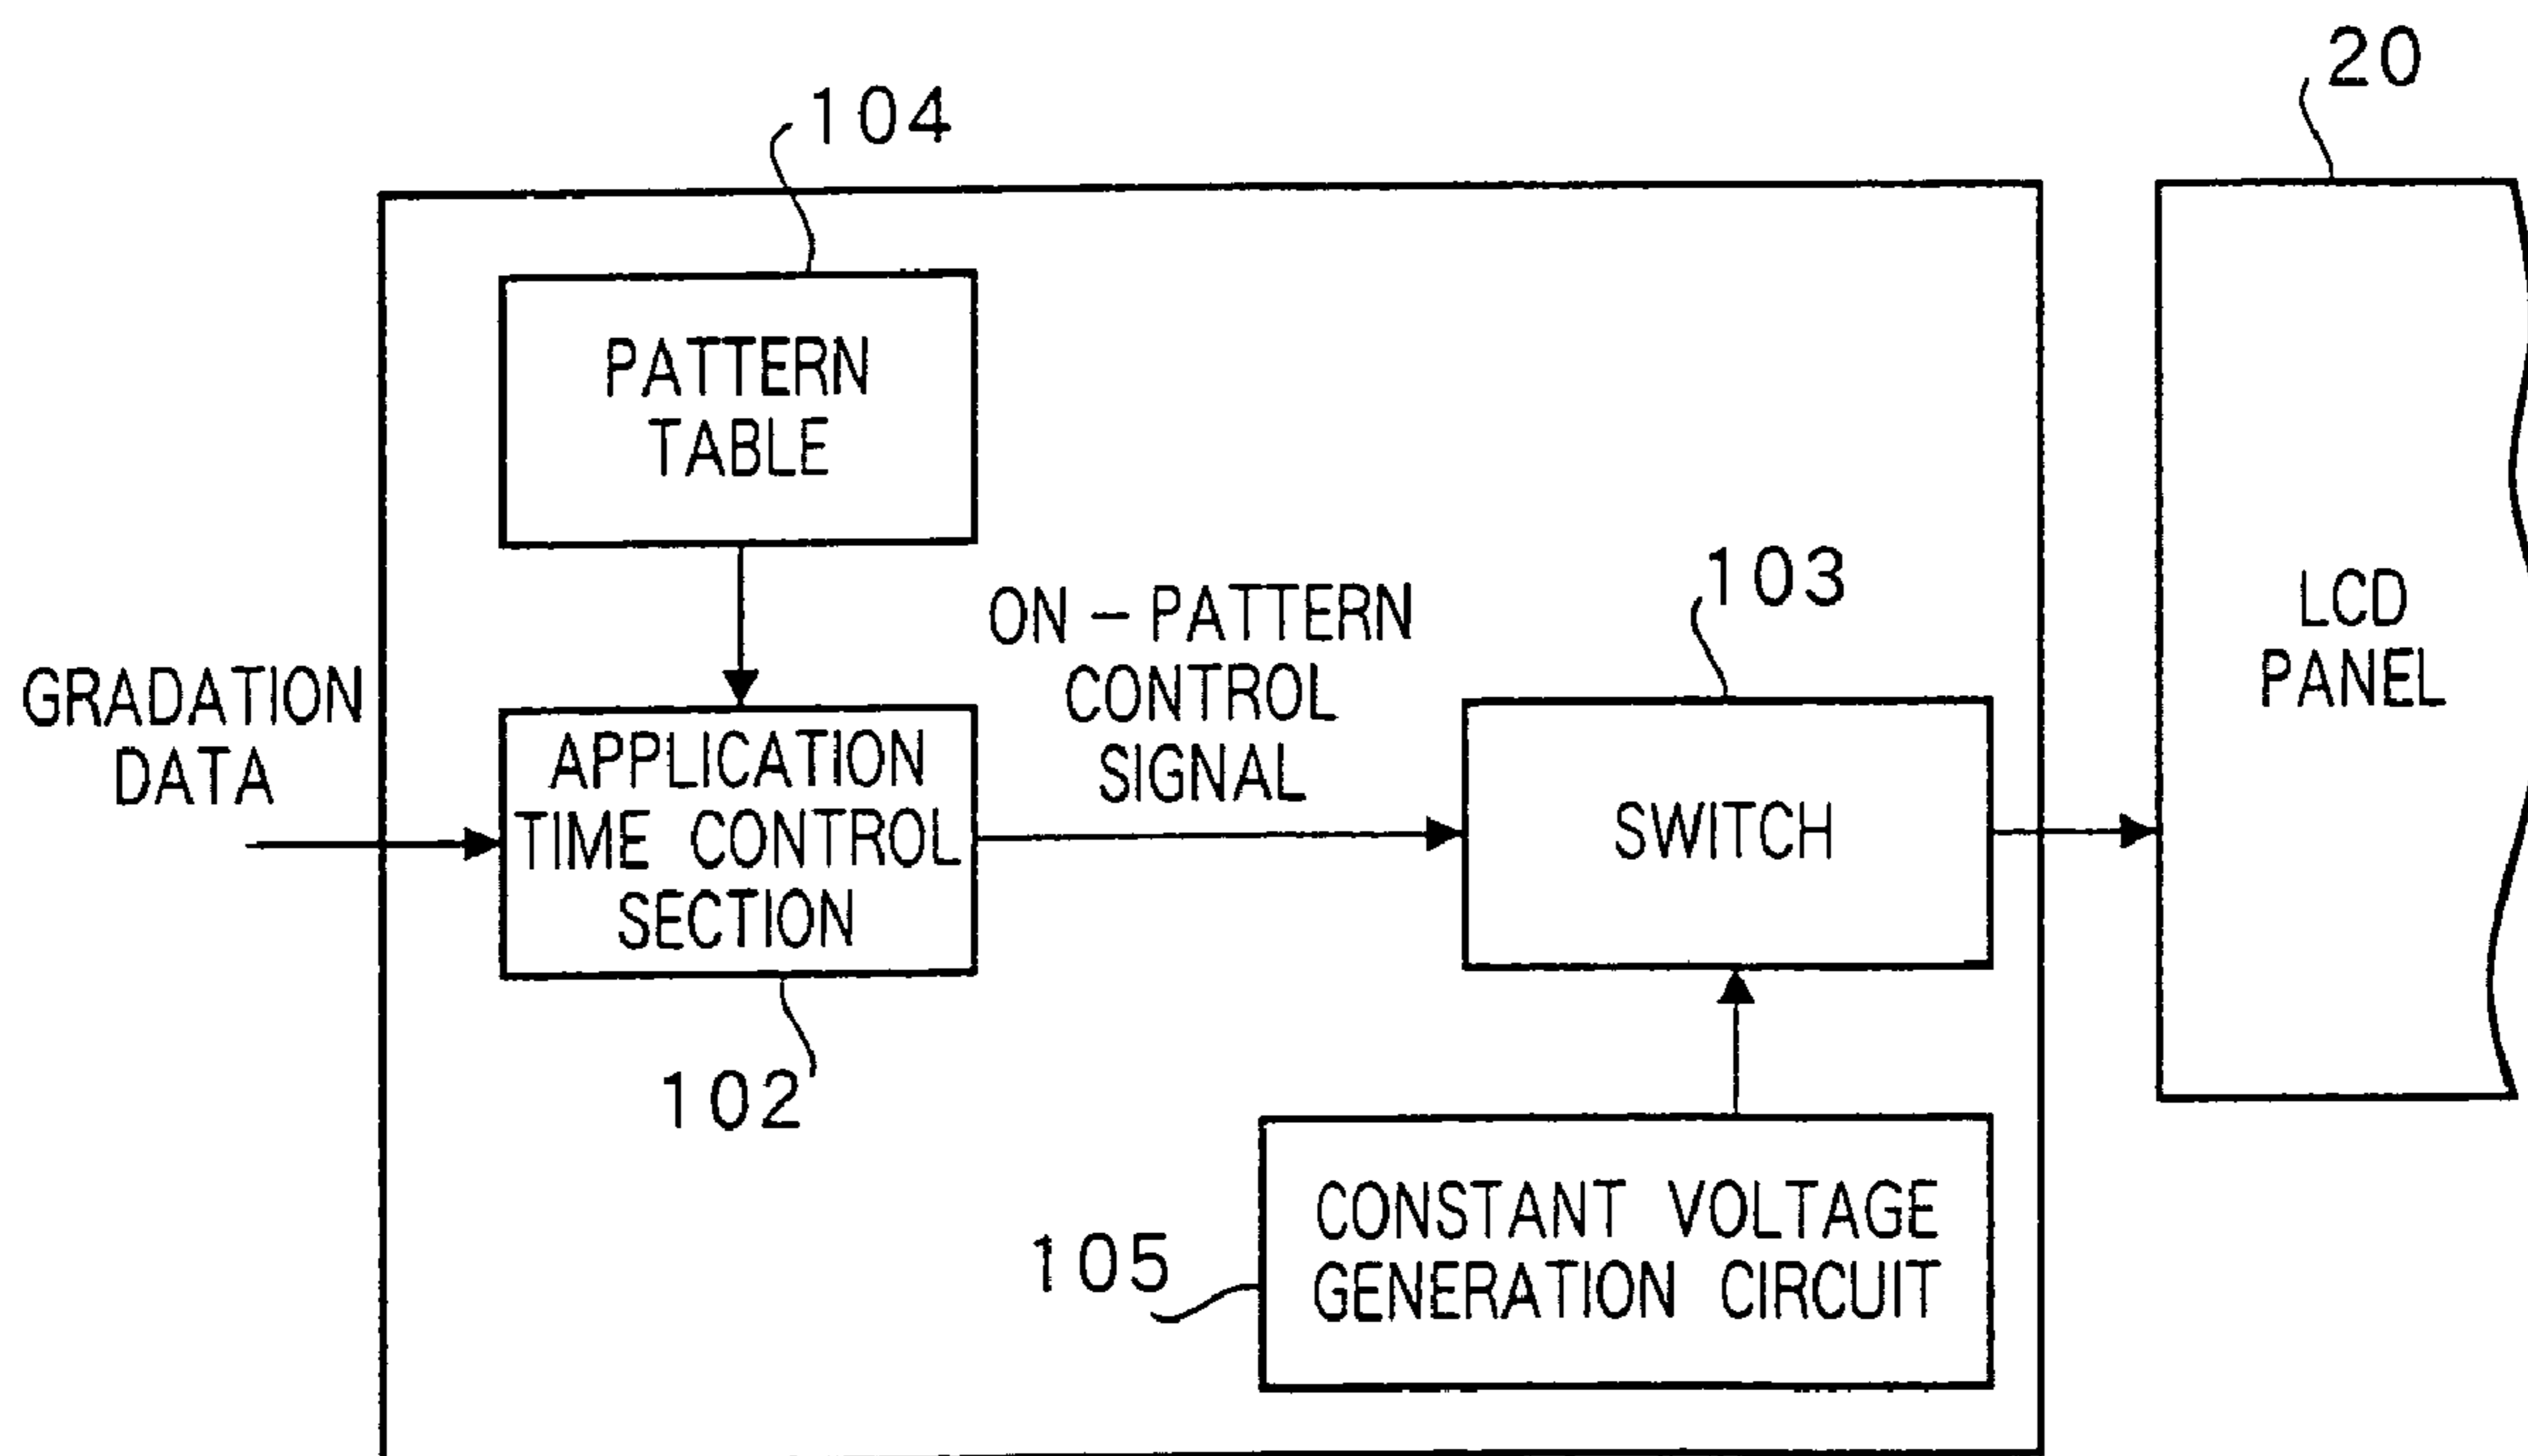 20
104
PATTERN
TABLE
ON - PATTERN
CONTROL
SIGNAL
103
LCD
PANEL
GRADATION
DATA
APPLICATION
TIME CONTROL
SECTION
SWITCH
102
105
CONSTANT VOLTAGE
GENERATION CIRCUIT